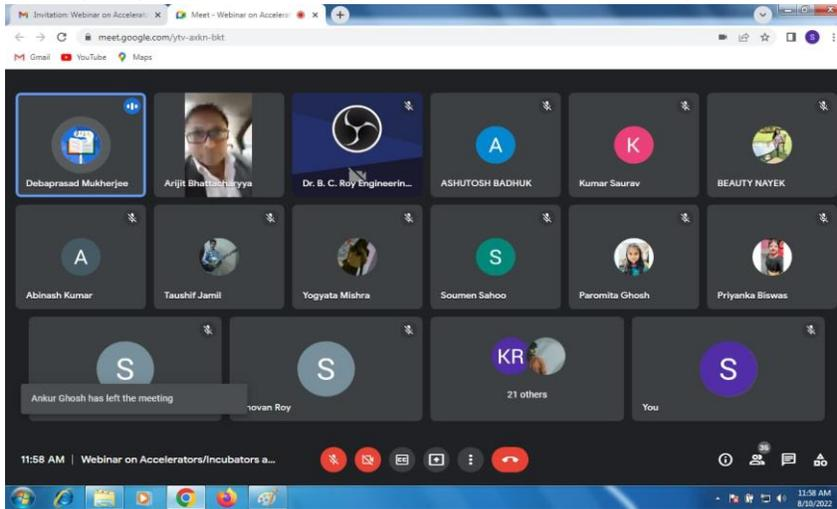 Invitation: Webinar on Accelerat
Meet - Webinar on Accelera
meet.google.com/ytv-axkn-bkt
S
Gmail
YouTube
Maps
Debaprasad Mukherjee
Arijit Bhattacharyya
Dr. B. C. Roy Engineerin...
A
ASHUTOSH BADHUK
K
Kumar Saurav
BEAUTY NAYEK
A
Abinash Kumar
Taushif Jamil
Yogyata Mishra
S
Soumen Sahoo
Paromita Ghosh
Priyanka Biswas
S
S
KR
21 others
S
Ankur Ghosh has left the meeting
novan Roy
You
11:58 AM | Webinar on Accelerators/Incubators a...
CC
36
11:58 AM
8/10/2022